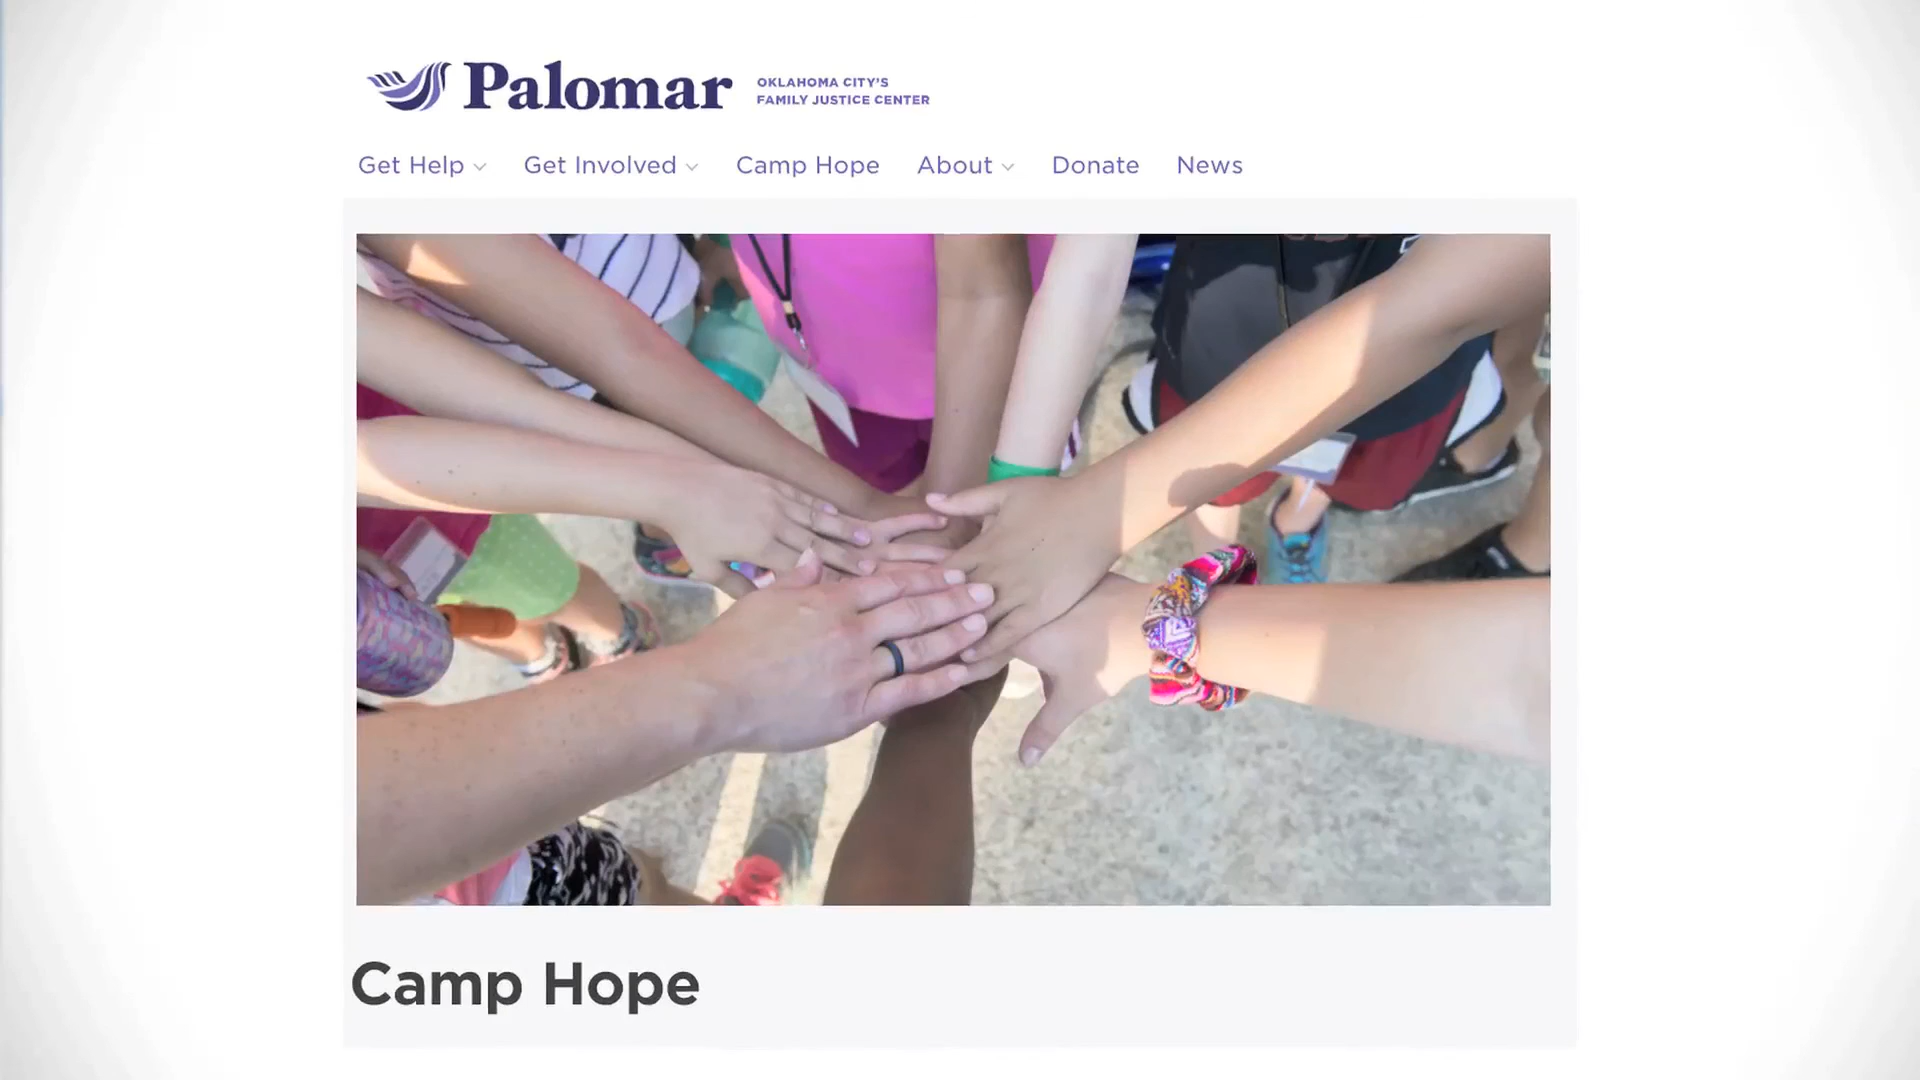 Palomar
OKLAHOMA CITY'S
FAMILY JUSTICE CENTER
Get Help Get Involved Camp Hope About Donate News
Camp Hope